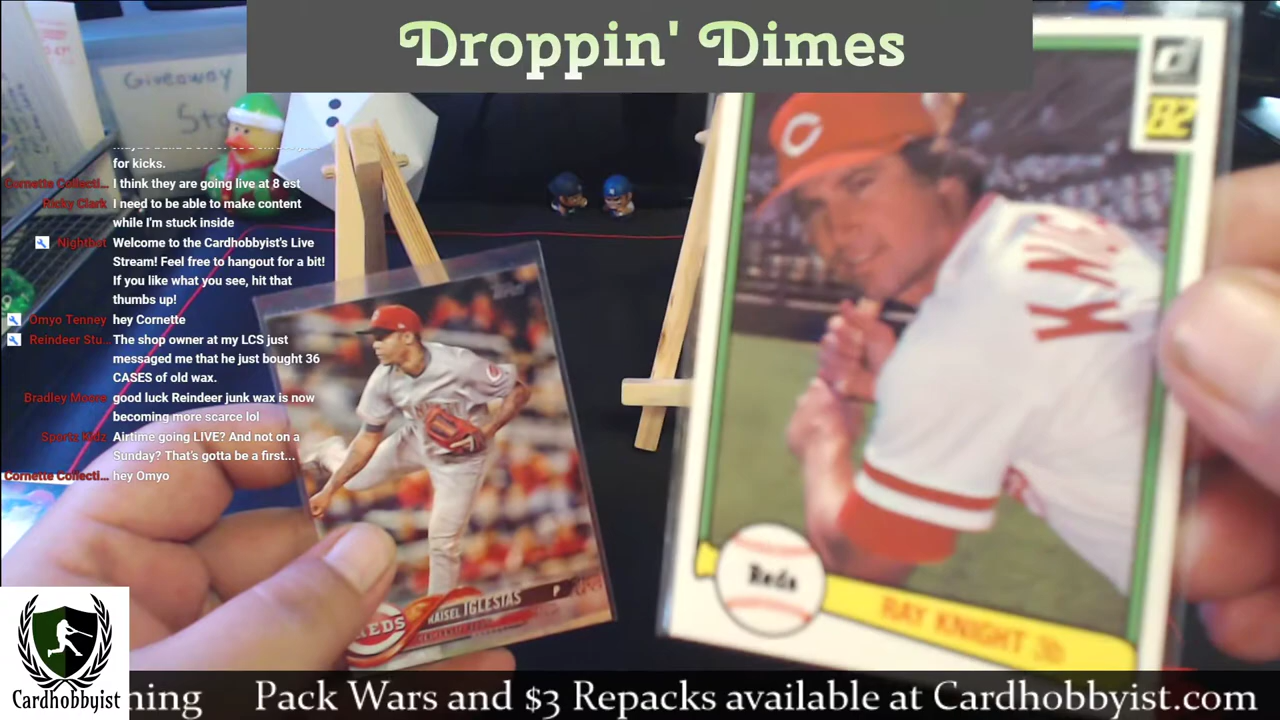 Droppin' Dimes
Giveaway
for kicks.
Cornette Collecti... I think they are going live at 8 est
Ricky Clark I need to be able to make content
while I'm stuck inside
Nightbot Welcome to the Cardhobbyist's Live
Stream! Feel free to hangout for a bit!
If you like what you see, hit that
thumbs up!
Omyo Tenney hey Cornette
Reindeer Stu... The shop owner at my LCS just
messaged me that he just bought 36
CASES of old wax.
Bradley Moore good luck Reindeer junk wax is now
becoming more scarce lol
Sportz Kidz Airtime going LIVE? And not on a
Sunday? That's gotta be a first...
Cornette Collecti... hey Omyo
REDS
RAISEL IGLESIAS P
d
82
Reds
RAY KNIGHT 3b
Cardhobbyist
ning Pack Wars and $3 Repacks available at Cardhobbyist.com